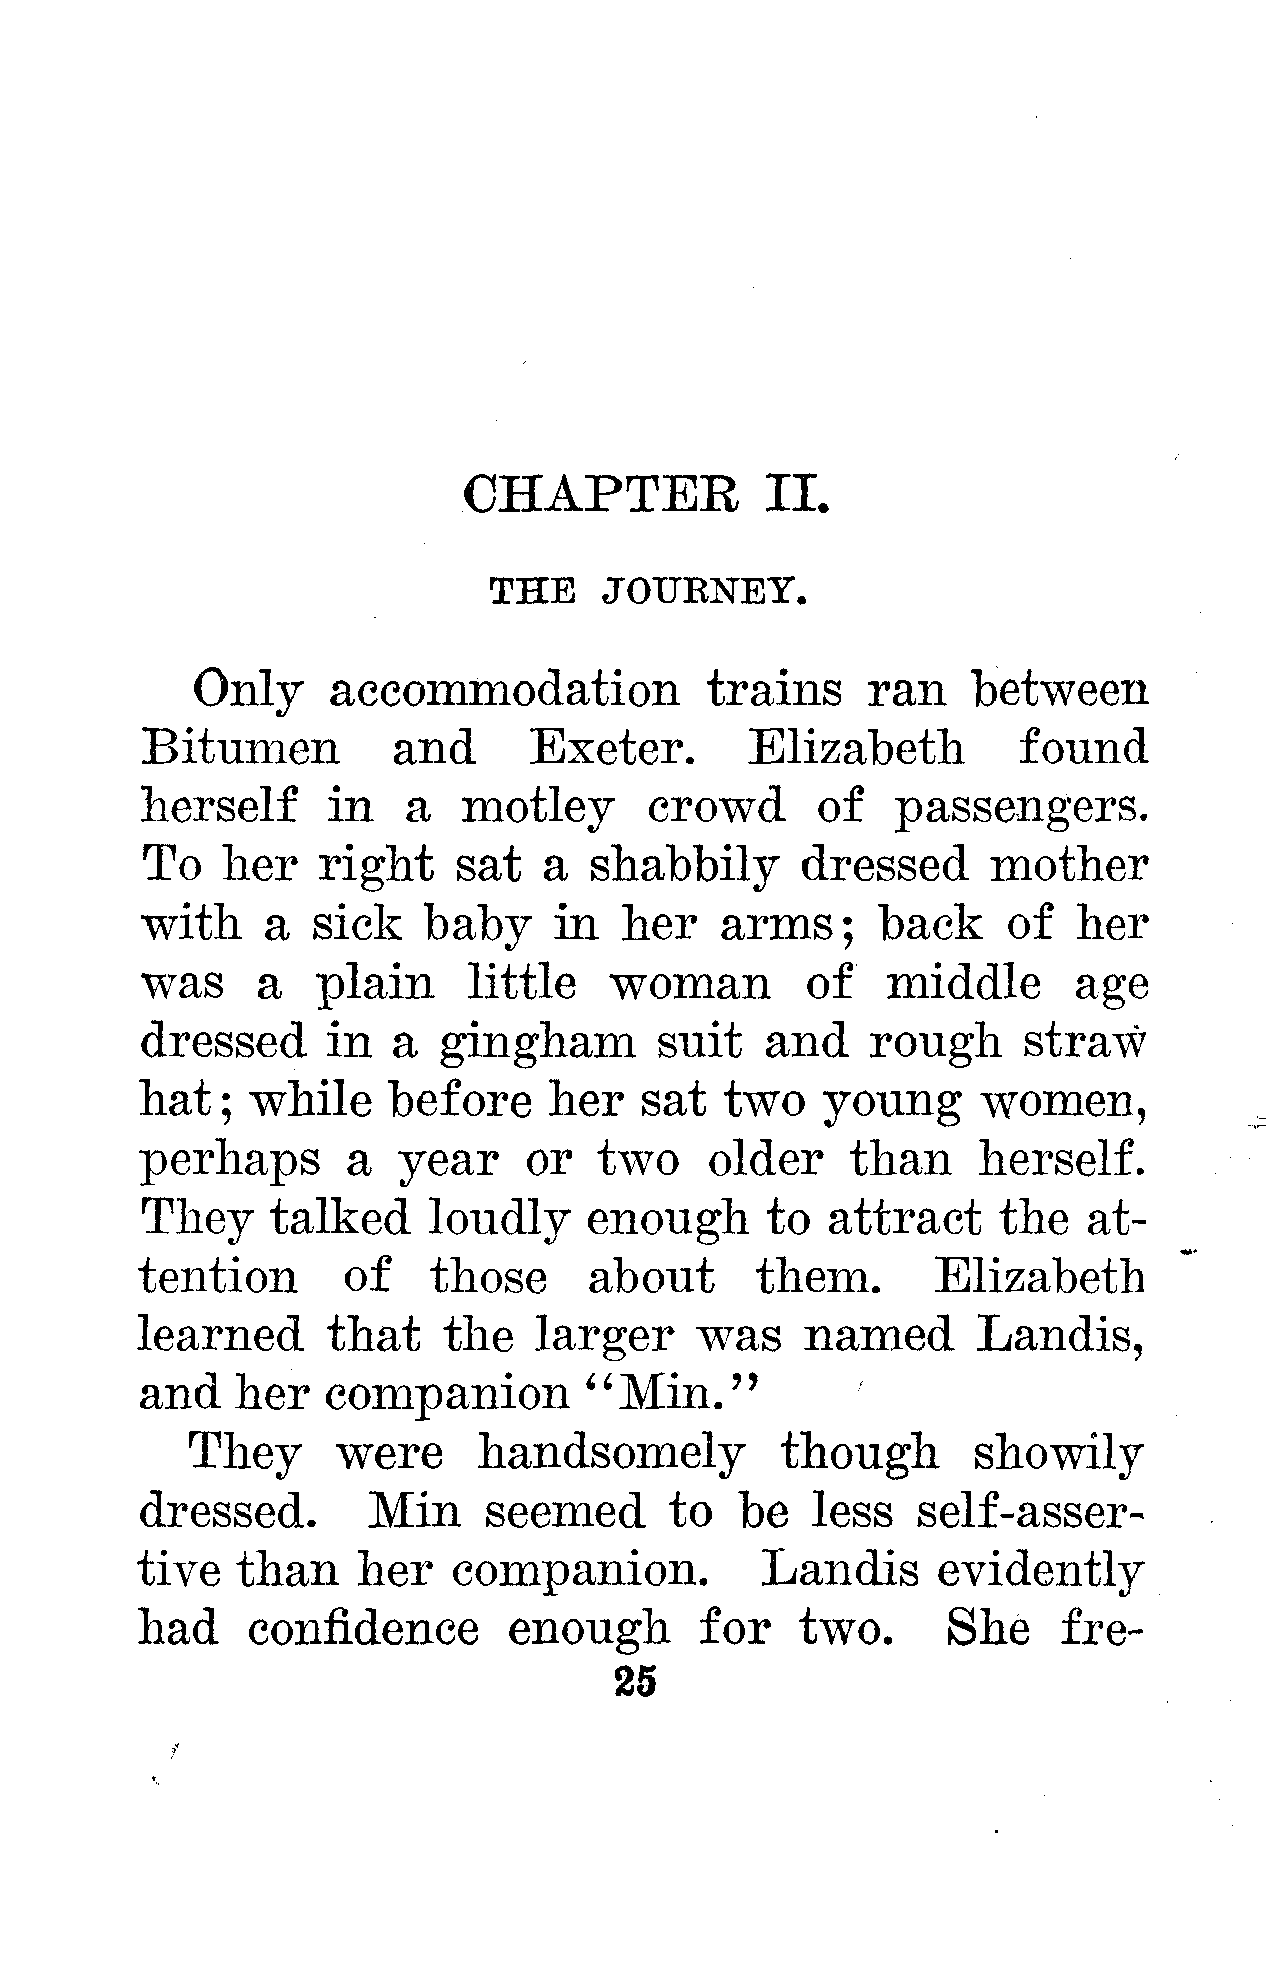 CHAPTER II.
THE JOURNEY.
Only accommodation trains ran between
Bitumen and Exeter. Elizabeth found
herself in a motley crowd of passengers.
To her right sat a shabbily dressed mother
with a sick baby in her arms; back of her
was a plain little woman of middle age
dressed in a gingham suit and rough straw
hat; while before her sat two young women,
perhaps a year or two older than herself.
They talked loudly enough to attract the at-
tention of those about them. Elizabeth
learned that the larger was named Landis,
and her companion “Min.”
They were handsomely though showily
dressed. Min seemed to be less self-asser-
tive than her companion. Landis evidently
had confidence enough for two. She fre-
25